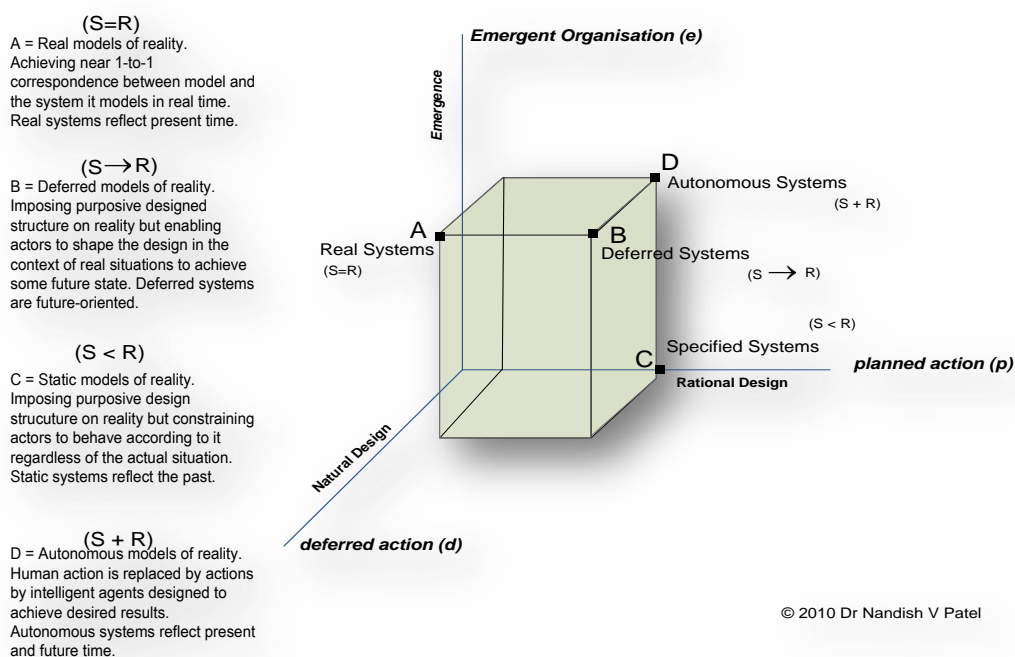 (S=R)
A = Real models of reality.
Achieving near 1-to-1
correspondence between model and
the system it models in real time.
Real systems reflect present time.
(S → R)
B = Deferred models of reality.
Imposing purposive designed
structure on reality but enabling
actors to shape the design in the
context of real situations to achieve
some future state. Deferred systems
are future-oriented.
(S < R)
C = Static models of reality.
Imposing purposive design
strucuture on reality but constraining
actors to behave according to it
regardless of the actual situation.
Static systems reflect the past.
(S + R)
D = Autonomous models of reality.
Human action is replaced by actions
by intelligent agents designed to
achieve desired results.
Autonomous systems reflect present
and future time.
Emergent Organisation (e)
Emergence
D
Autonomous Systems
(S + R)
A
Real Systems
(S=R)
B
Deferred Systems
(S → R)
(S < R)
Specified Systems
C
planned action (p)
Rational Design
Natural Design
deferred action (d)
© 2010 Dr Nandish V Patel